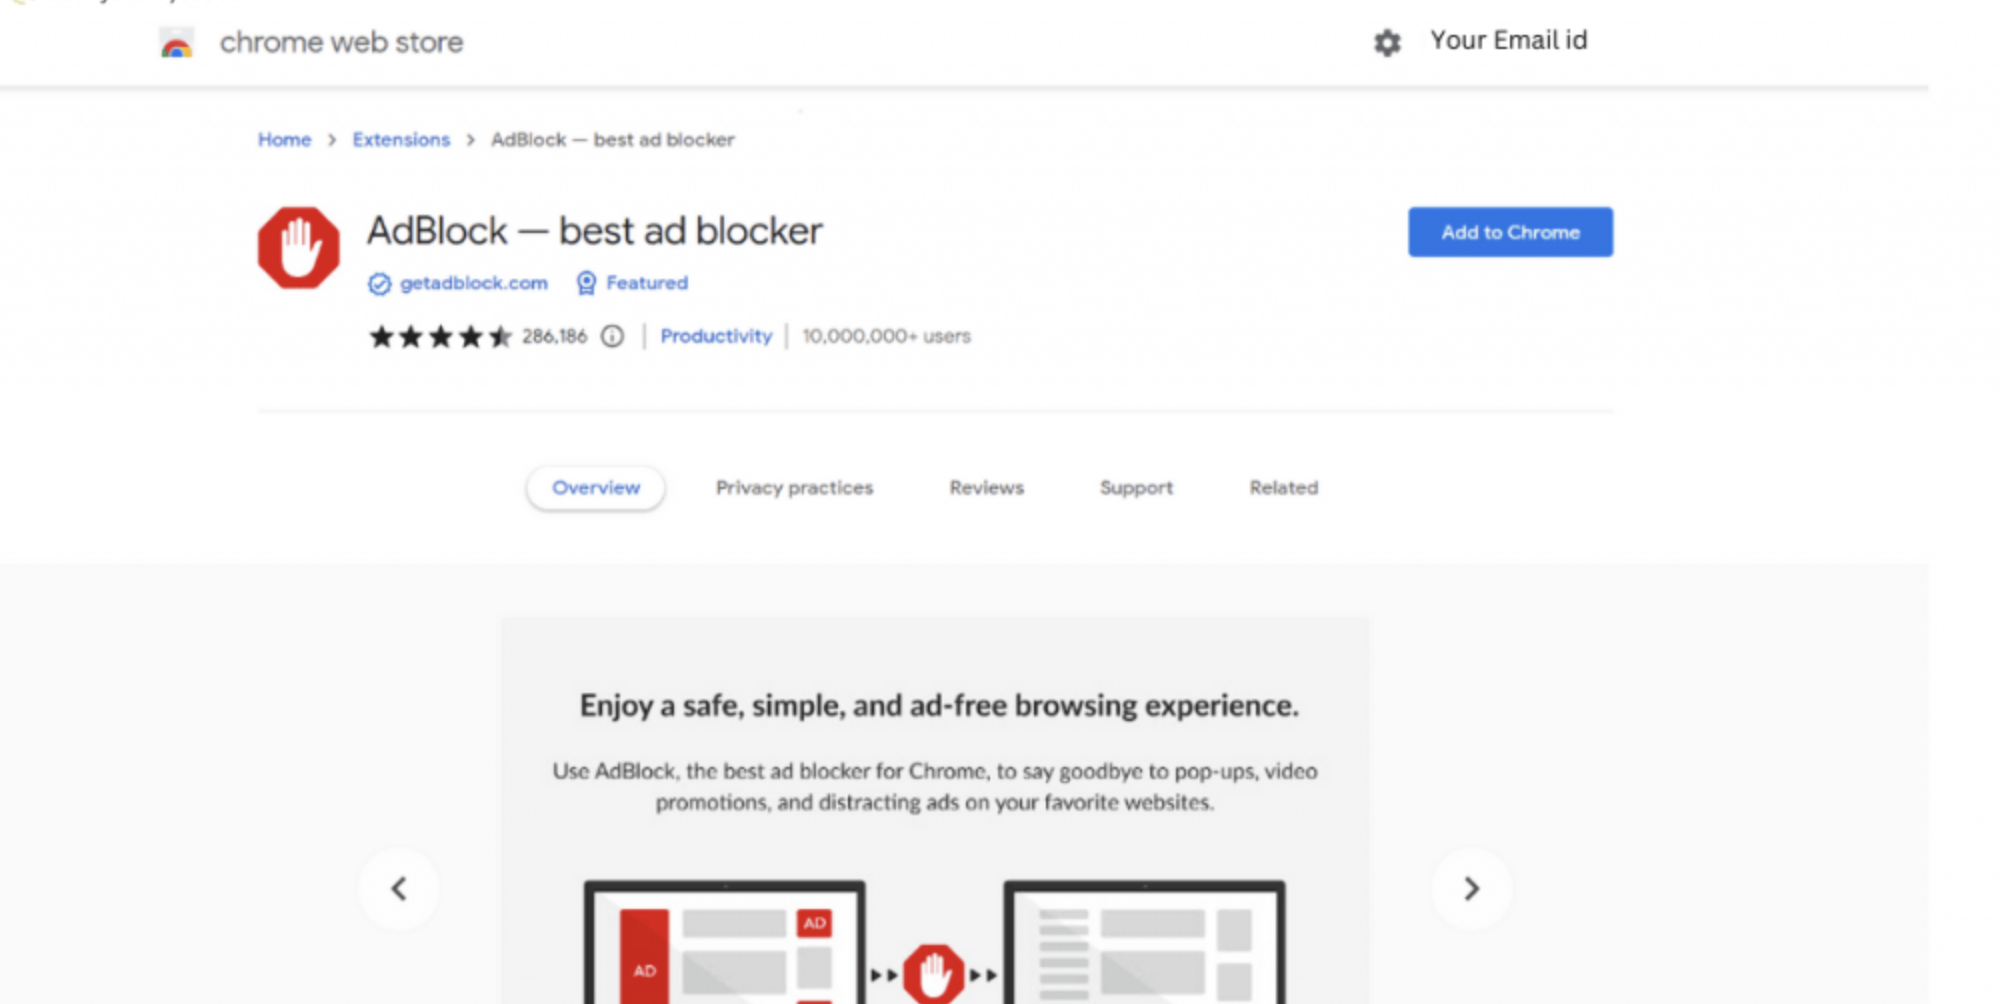 chrome web store
Your Email id
Home > Extensions > AdBlock — best ad blocker
AdBlock — best ad blocker
Add to Chrome
getadblock.com Featured
286,186 | Productivity | 10,000,000+ users
Overview Privacy practices Reviews Support Related
Enjoy a safe, simple, and ad-free browsing experience.
Use AdBlock, the best ad blocker for Chrome, to say goodbye to pop-ups, video
promotions, and distracting ads on your favorite websites.
AD
AD